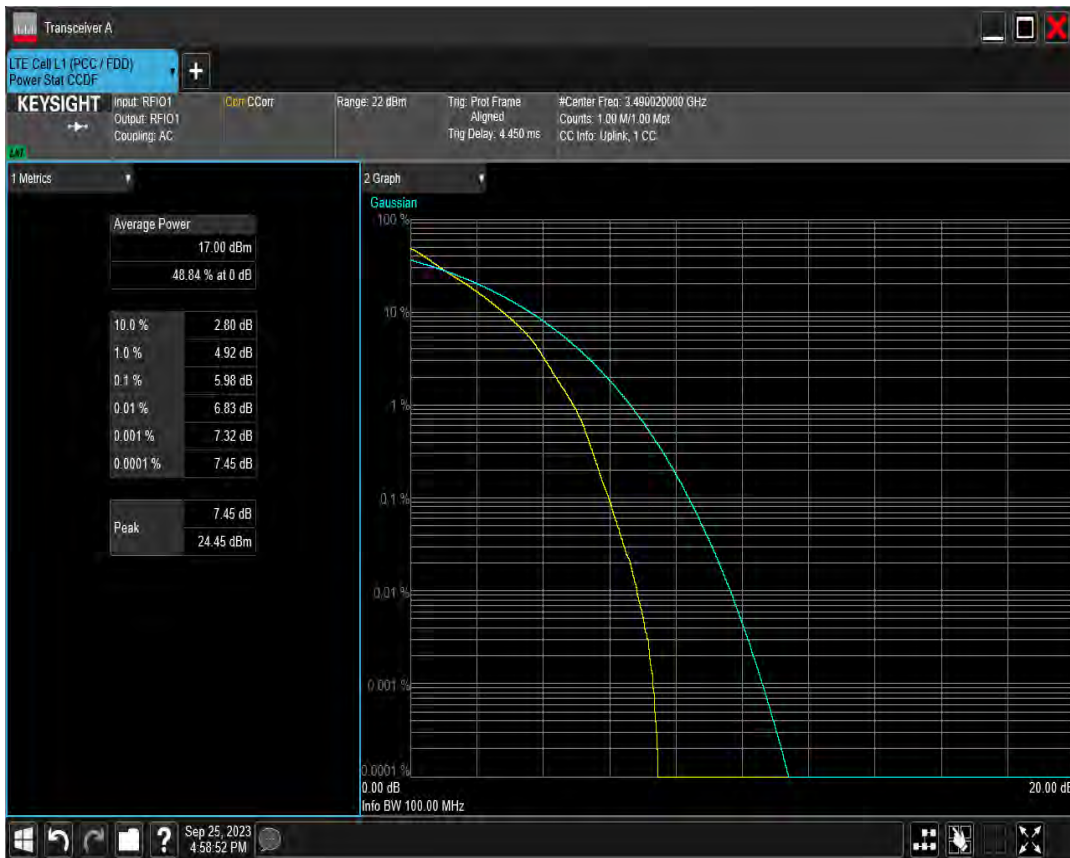 Transceiver A
LTE Cell L1 (PCC / FDD)
Power Stat CCDF
+
KEYSIGHT
Input: RFIO1
Output: RFIO1
Coupling: AC
Corr CCorr
Range: 22 dBm
Trig: Prot Frame
Aligned
Trig Delay: 4.450 ms
#Center Freq: 3.490020000 GHz
Counts: 1.00 M/1.00 Mpt
CC Info: Uplink, 1 CC
LXI
1 Metrics
Average Power
17.00 dBm
48.84 % at 0 dB
10.0 % 2.80 dB
1.0 % 4.92 dB
0.1 % 5.98 dB
0.01 % 6.83 dB
0.001 % 7.32 dB
0.0001 % 7.45 dB
Peak 7.45 dB
24.45 dBm
2 Graph
Gaussian
100 %
10 %
1 %
0.1 %
0.01 %
0.001 %
0.0001 %
0.00 dB 20.00 dB
Info BW 100.00 MHz
?
Sep 25, 2023
4:58:52 PM